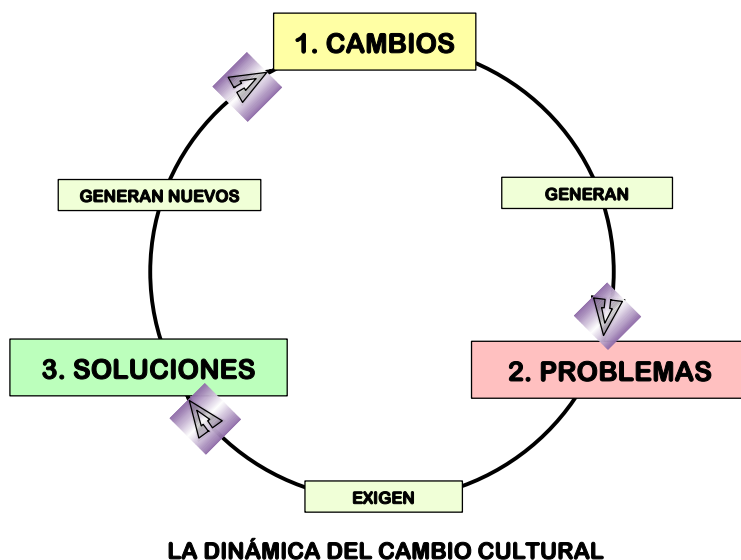 1. CAMBIOS
GENERAN NUEVOS
GENERAN
3. SOLUCIONES
2. PROBLEMAS
EXIGEN
LA DINÁMICA DEL CAMBIO CULTURAL